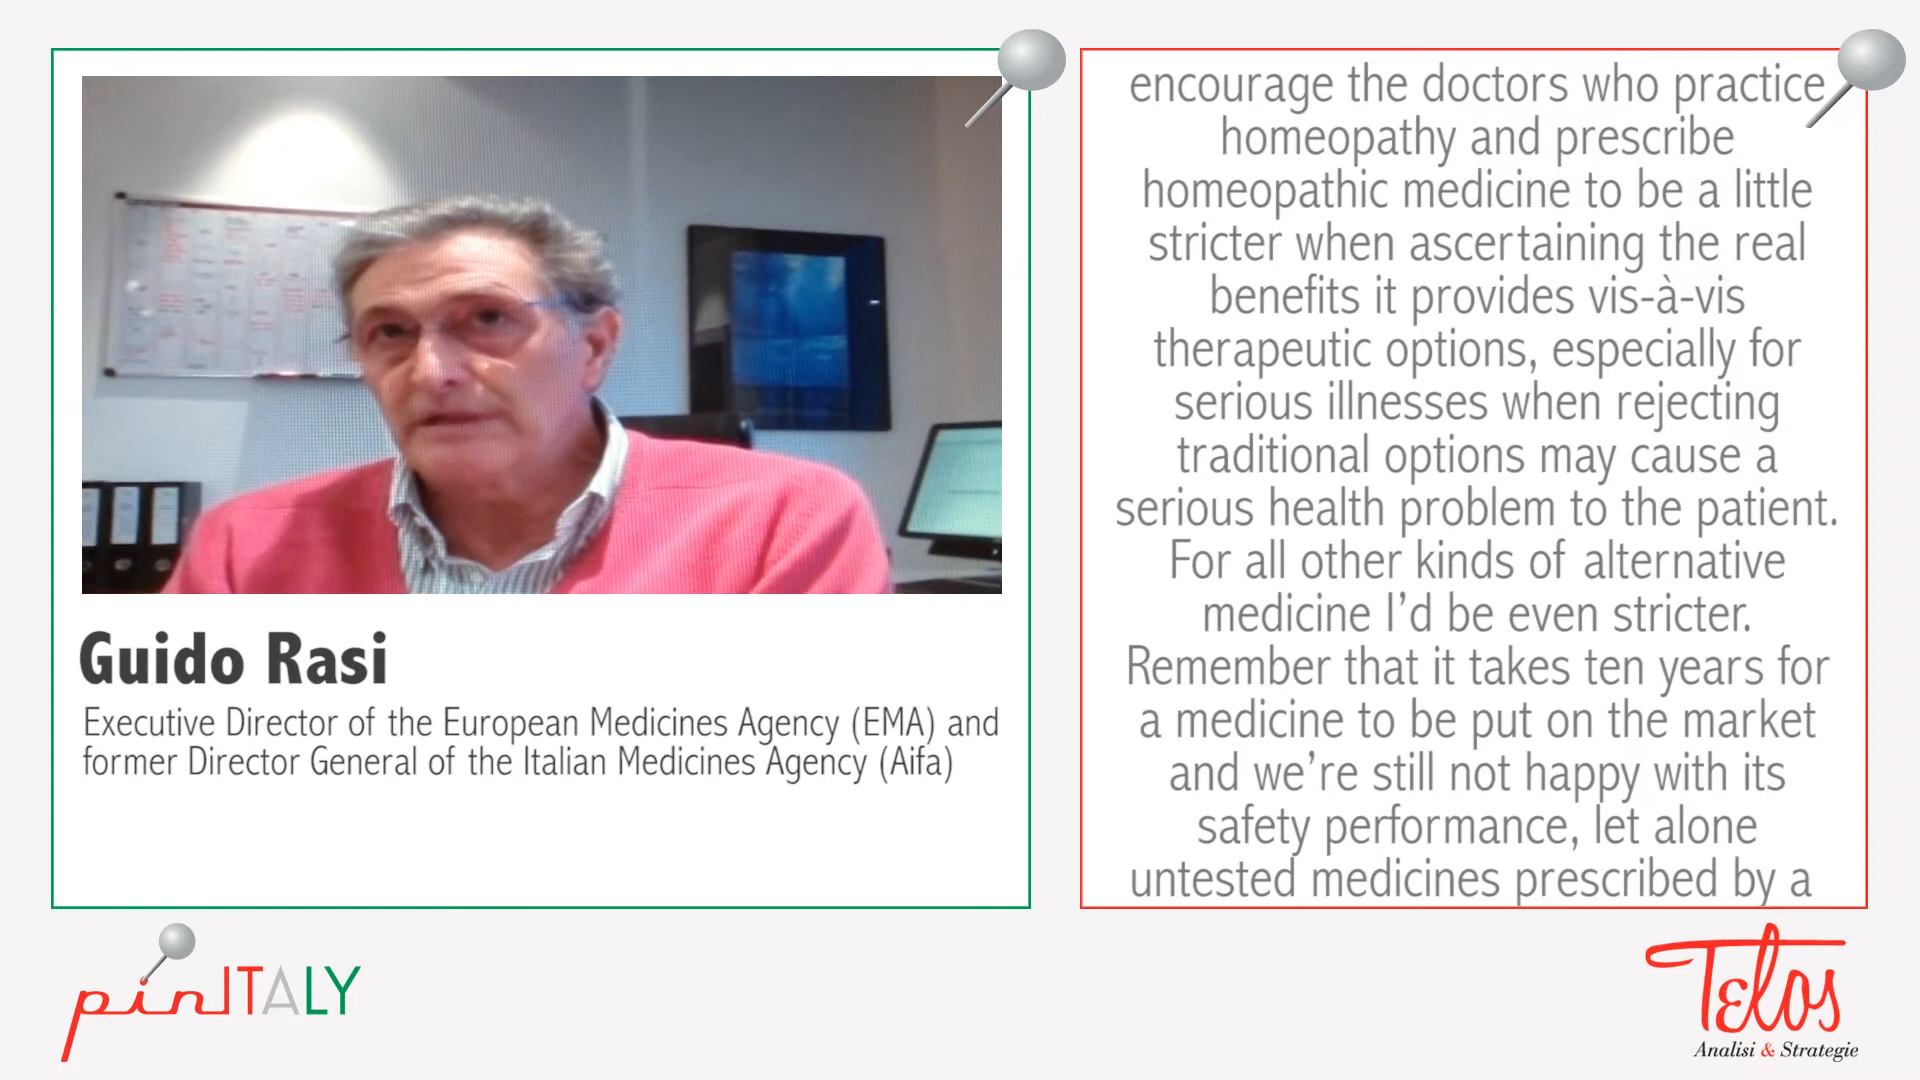 Guido Rasi
Executive Director of the European Medicines Agency (EMA) and
former Director General of the Italian Medicines Agency (Aifa)
encourage the doctors who practice
homeopathy and prescribe
homeopathic medicine to be a little
stricter when ascertaining the real
benefits it provides vis-à-vis
therapeutic options, especially for
serious illnesses when rejecting
traditional options may cause a
serious health problem to the patient.
For all other kinds of alternative
medicine I’d be even stricter.
Remember that it takes ten years for
a medicine to be put on the market
and we’re still not happy with its
safety performance, let alone
untested medicines prescribed by a
pinITALY
Telos
Analisi & Strategie